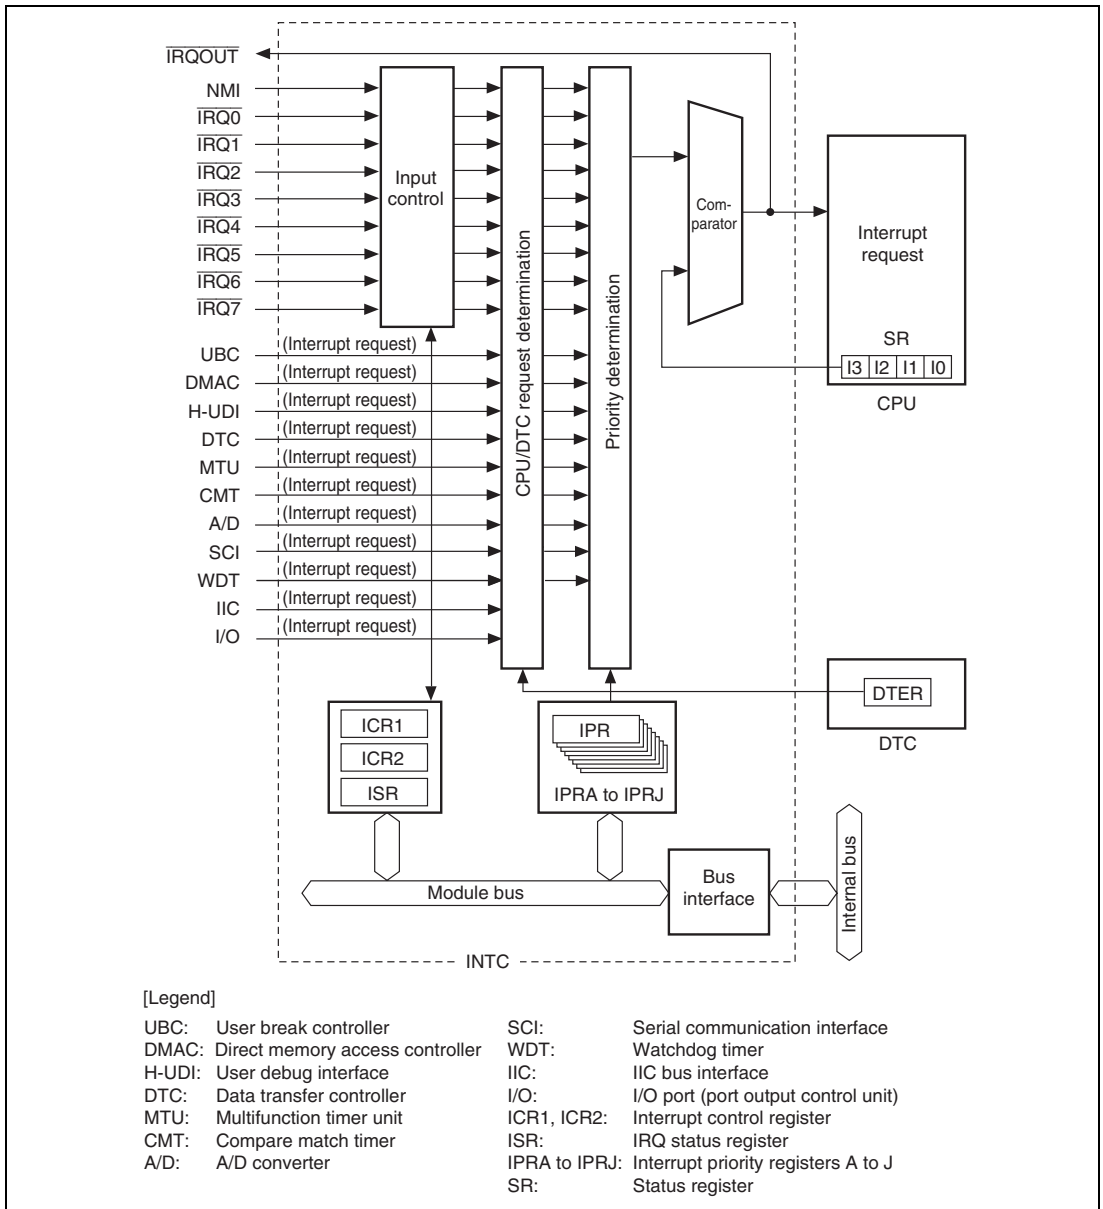 IRQOUT
NMI
IRQ0
IRQ1
IRQ2
IRQ3
IRQ4
IRQ5
IRQ6
IRQ7
UBC
DMAC
H-UDI
DTC
MTU
CMT
A/D
SCI
WDT
IIC
I/O
(Interrupt request)
(Interrupt request)
(Interrupt request)
(Interrupt request)
(Interrupt request)
(Interrupt request)
(Interrupt request)
(Interrupt request)
(Interrupt request)
(Interrupt request)
(Interrupt request)
Input
control
CPU/DTC request determination
Priority determination
Com-
parator
Interrupt
request
SR
I3 I2 I1 I0
CPU
DTER
DTC
ICR1
ICR2
ISR
IPR
IPRA to IPRJ
Module bus
Bus
interface
Internal bus
INTC
[Legend]
UBC: User break controller
DMAC: Direct memory access controller
H-UDI: User debug interface
DTC: Data transfer controller
MTU: Multifunction timer unit
CMT: Compare match timer
A/D: A/D converter
SCI: Serial communication interface
WDT: Watchdog timer
IIC: IIC bus interface
I/O: I/O port (port output control unit)
ICR1, ICR2: Interrupt control register
ISR: IRQ status register
IPRA to IPRJ: Interrupt priority registers A to J
SR: Status register